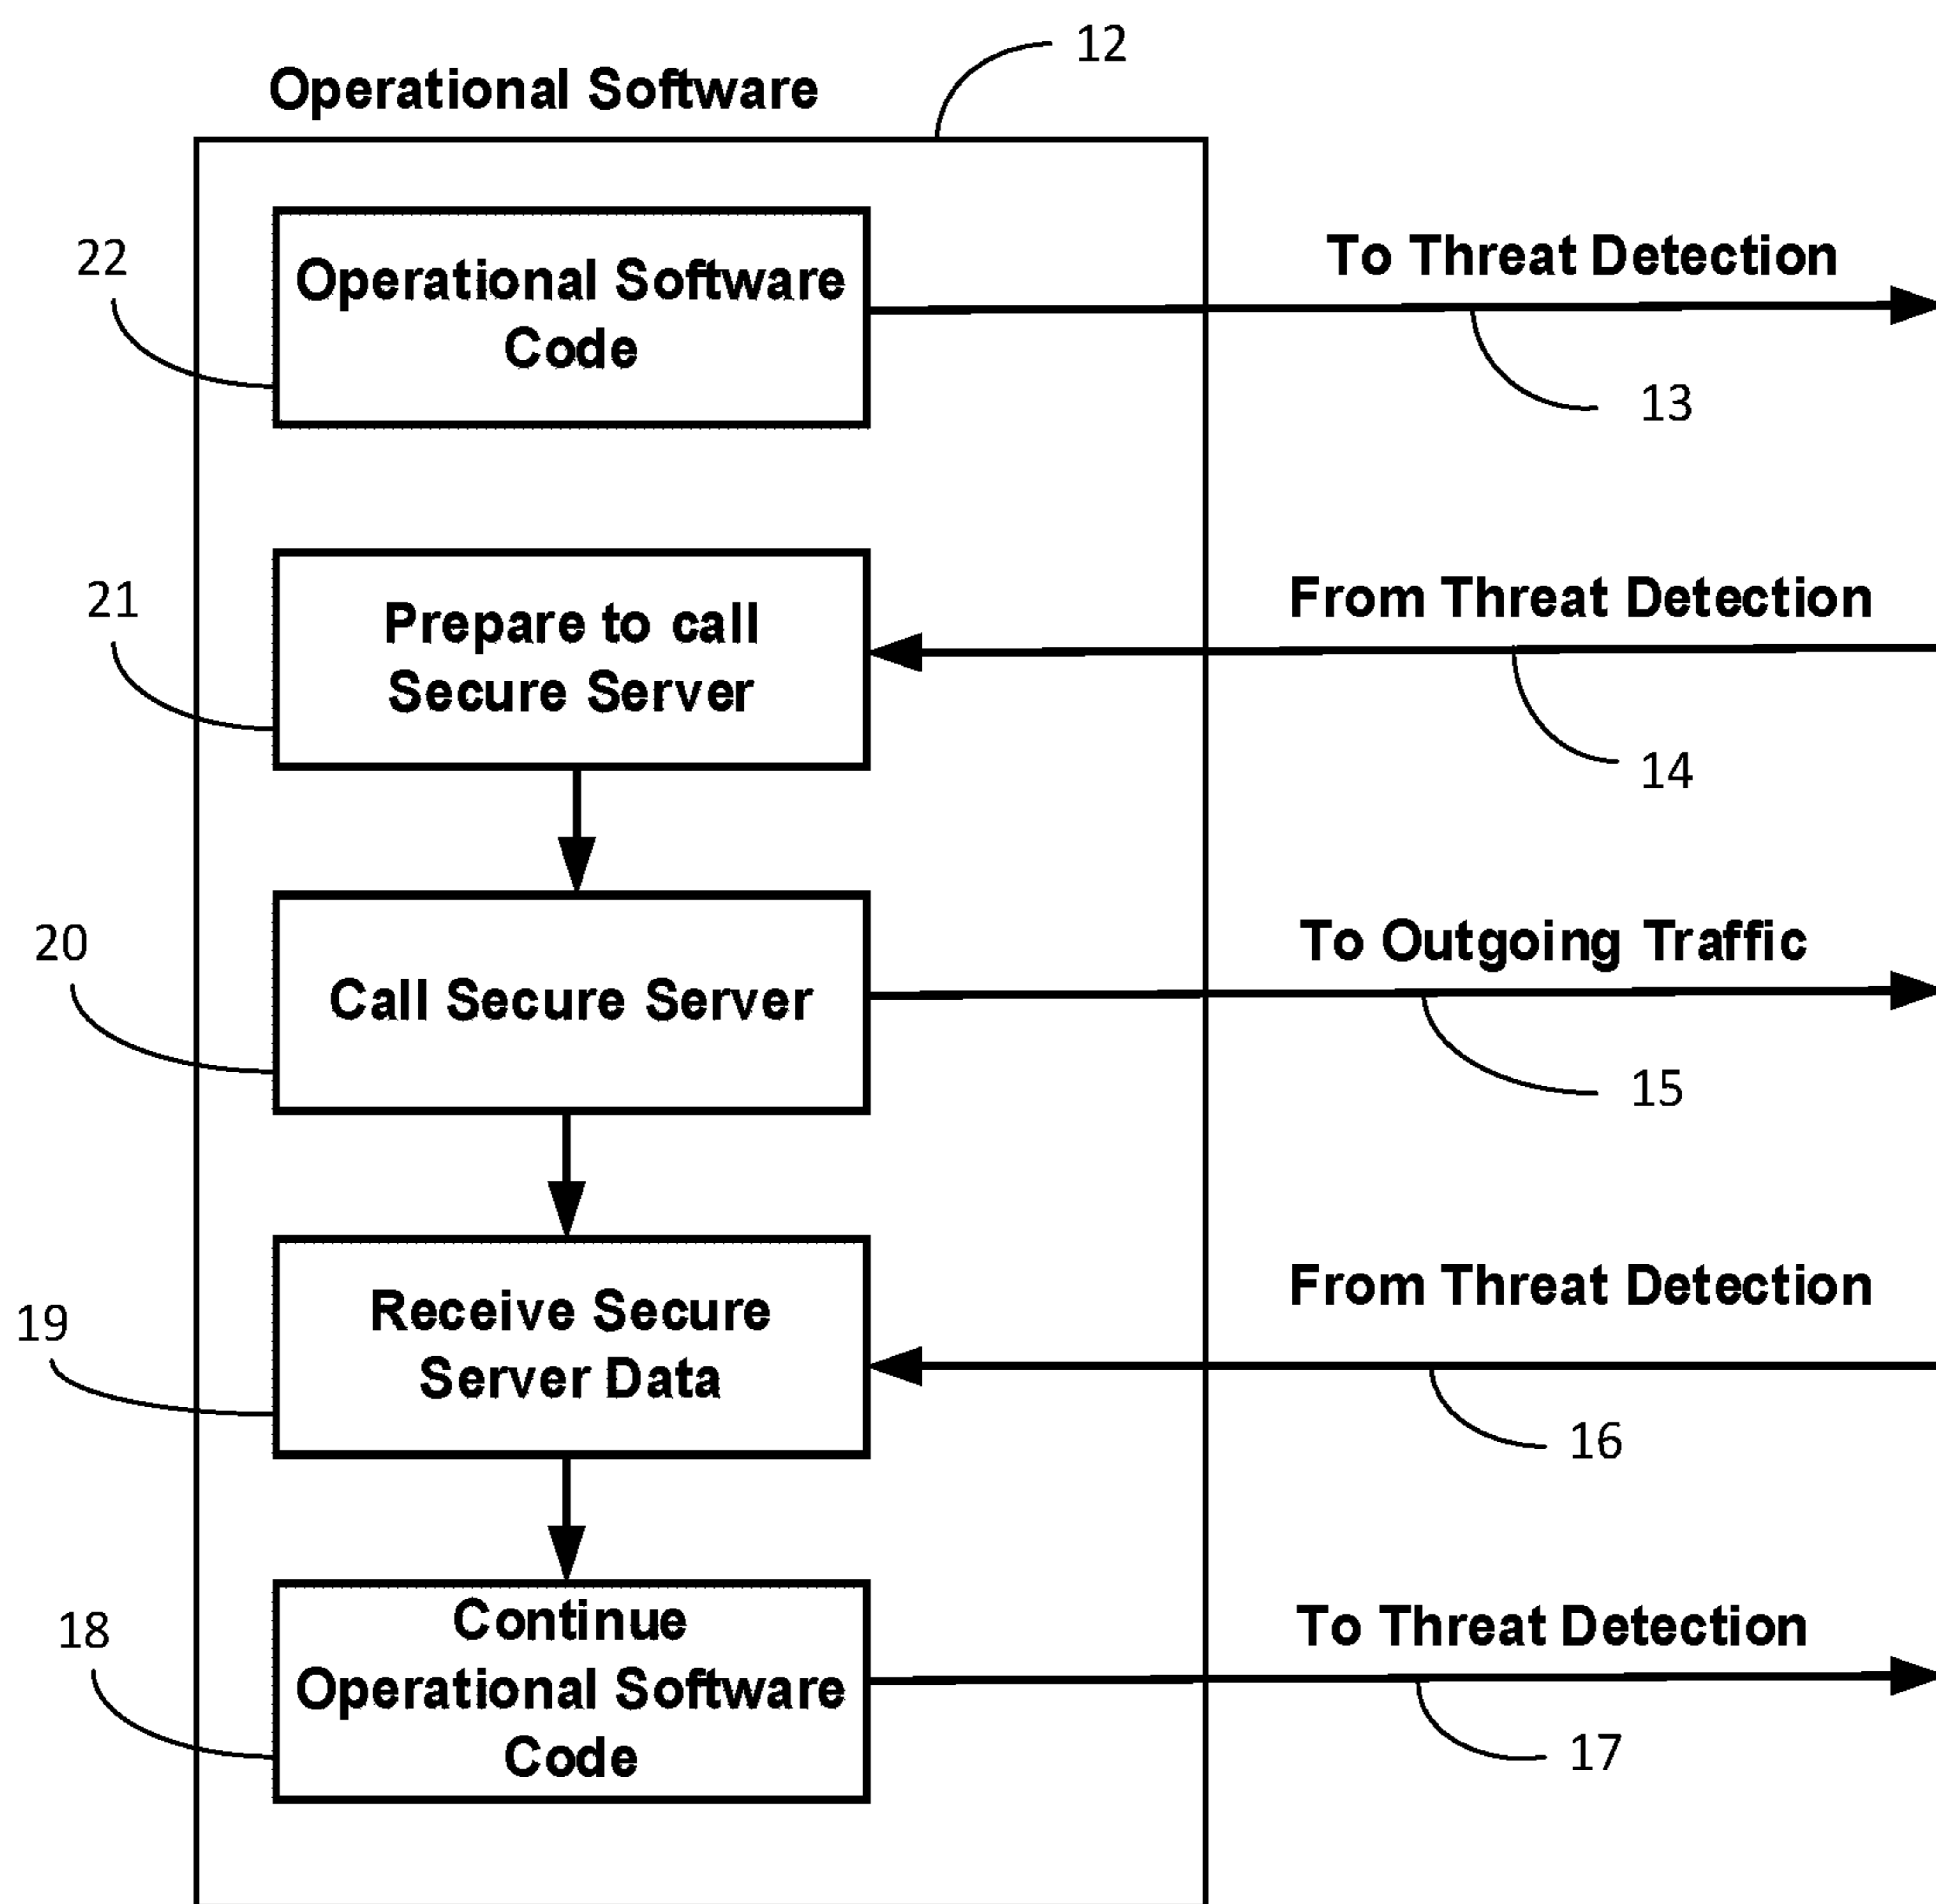 12
Operational Software
22
Operational Software
Code
To Threat Detection
13
21
Prepare to call
Secure Server
From Threat Detection
14
20
Call Secure Server
To Outgoing Traffic
15
19
Receive Secure
Server Data
From Threat Detection
16
18
Continue
Operational Software
Code
To Threat Detection
17